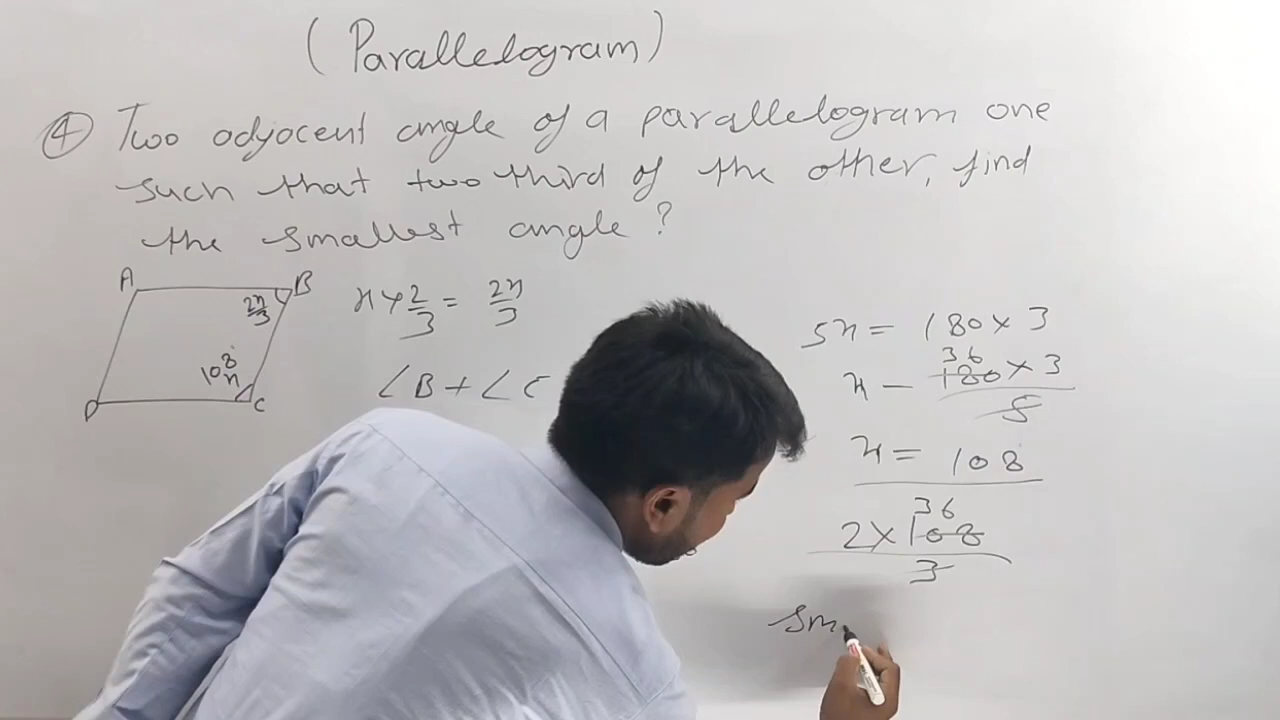 (Parallelogram)
④ Two adjacent angle of a parallelogram one
such that two third of the other, find
the smallest angle ?
A B
2x/3
108
x
D C
x × 2/3 = 2x/3
∠B + ∠C
5x = 180 × 3
36
x - 180 × 3
5
x = 108
36
2 × 108
3
Sm